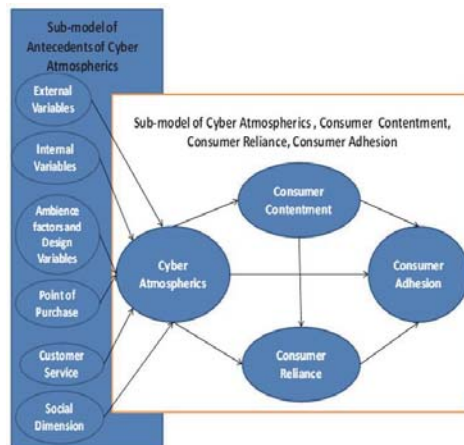 Sub-model of
Antecedents of Cyber
Atmospherics
External
Variables
Internal
Variables
Ambience
factors and
Design
Variables
Point of
Purchase
Customer
Service
Social
Dimension
Sub-model of Cyber Atmospherics , Consumer Contentment,
Consumer Reliance, Consumer Adhesion
Consumer
Contentment
Cyber
Atmospherics
Consumer
Adhesion
Consumer
Reliance